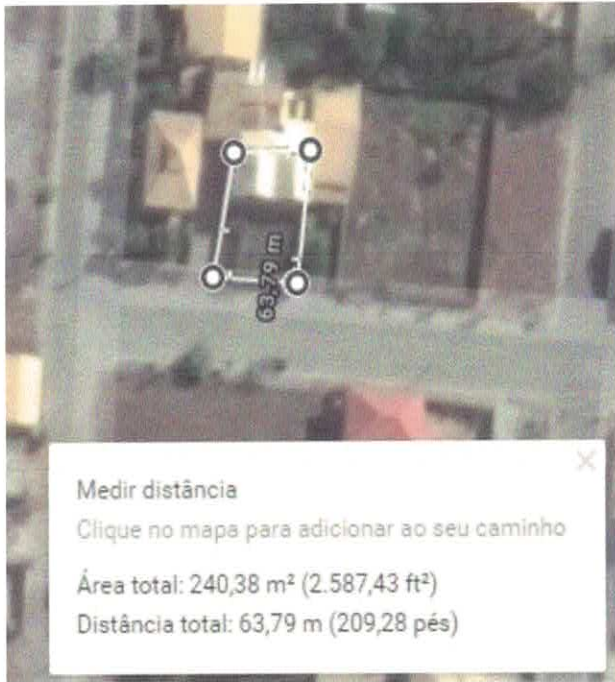 63,79 m
Medir distância
Clique no mapa para adicionar ao seu caminho
Área total: 240,38 m² (2.587,43 ft²)
Distância total: 63,79 m (209,28 pés)